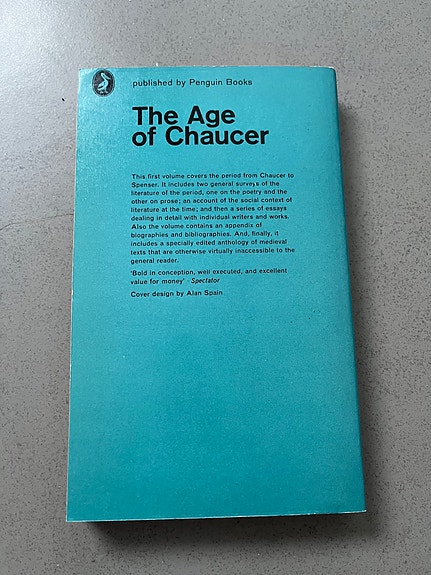 published by Penguin Books
The Age
of Chaucer
This first volume covers the period from Chaucer to
Spenser. It includes two general surveys of the
literature of the period, one on the poetry and the
other on prose; an account of the social context of
literature at the time; and then a series of essays
dealing in detail with individual writers and works.
Also the volume contains an appendix of
biographies and bibliographies. And, finally, it
includes a specially edited anthology of medieval
texts that are otherwise virtually inaccessible to the
general reader.
'Bold in conception, well executed, and excellent
value for money' - Spectator
Cover design by Alan Spain